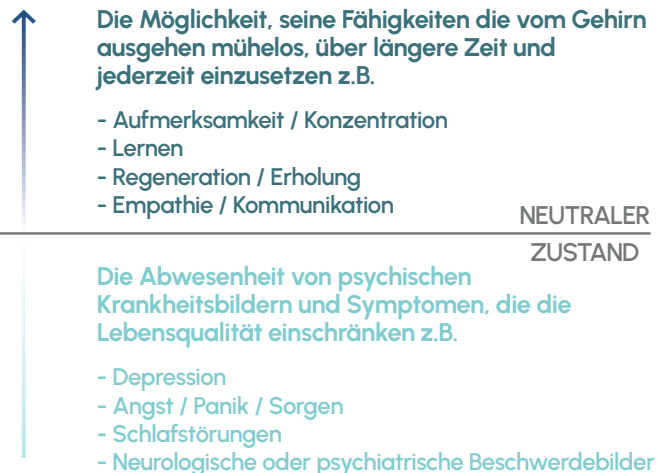 Die Möglichkeit, seine Fähigkeiten die vom Gehirn
ausgehen mühelos, über längere Zeit und
jederzeit einzusetzen z.B.
- Aufmerksamkeit / Konzentration
- Lernen
- Regeneration / Erholung
- Empathie / Kommunikation
NEUTRALER
ZUSTAND
Die Abwesenheit von psychischen
Krankheitsbildern und Symptomen, die die
Lebensqualität einschränken z.B.
- Depression
- Angst / Panik / Sorgen
- Schlafstörungen
- Neurologische oder psychiatrische Beschwerdebilder